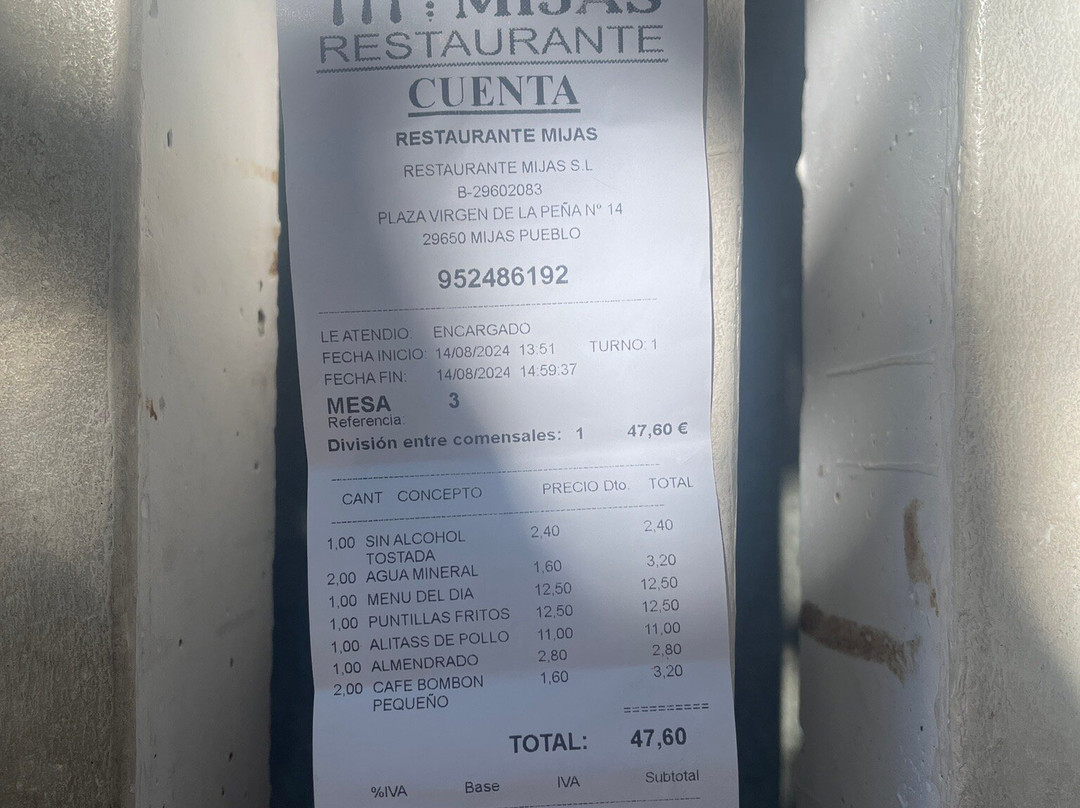 MIJAS
RESTAURANTE
CUENTA
RESTAURANTE MIJAS
RESTAURANTE MIJAS S.L
B-29602083
PLAZA VIRGEN DE LA PEÑA Nº 14
29650 MIJAS PUEBLO
952486192
LE ATENDIO: ENCARGADO
FECHA INICIO: 14/08/2024 13:51 TURNO: 1
FECHA FIN: 14/08/2024 14:59:37
MESA 3
Referencia:
División entre comensales: 1 47,60 €
CANT CONCEPTO PRECIO Dto. TOTAL
1,00 SIN ALCOHOL 2,40 2,40
TOSTADA
2,00 AGUA MINERAL 1,60 3,20
1,00 MENU DEL DIA 12,50 12,50
1,00 PUNTILLAS FRITOS 12,50 12,50
1,00 ALITASS DE POLLO 11,00 11,00
1,00 ALMENDRADO 2,80 2,80
2,00 CAFE BOMBON 1,60 3,20
PEQUEÑO
==========
TOTAL: 47,60
%IVA Base IVA Subtotal